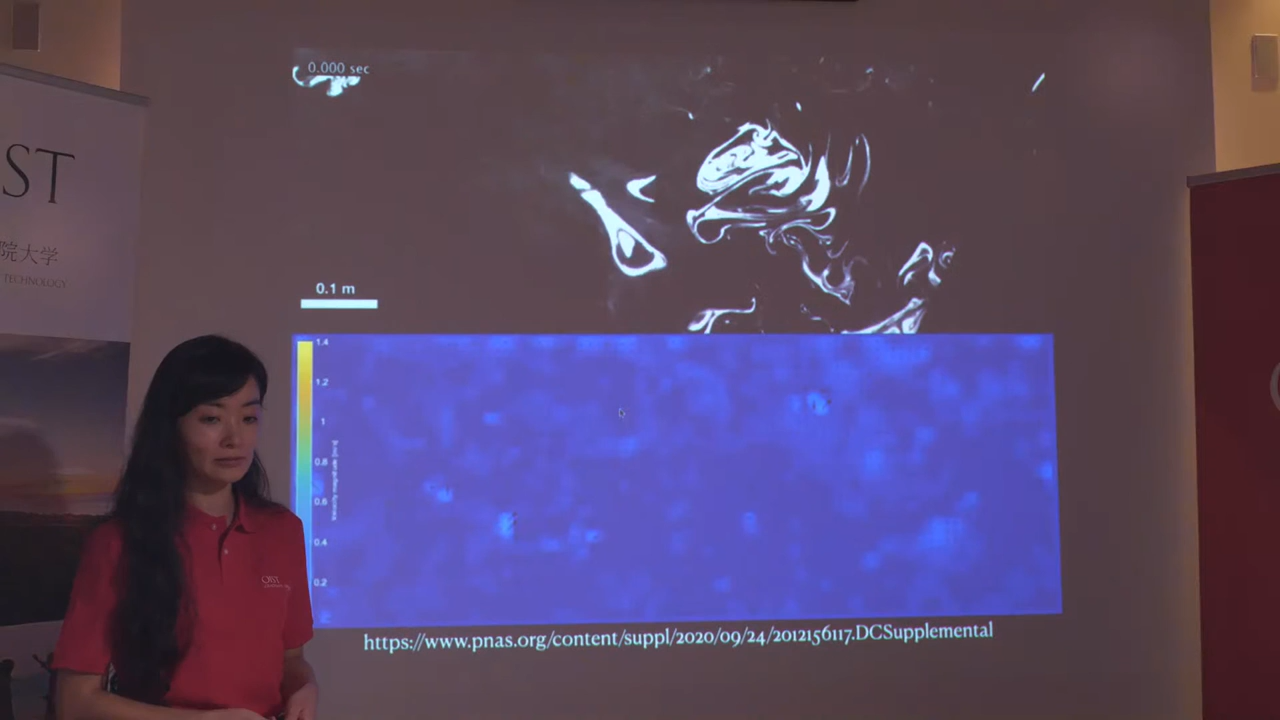 0.000 sec
0.1 m
1.4
1.2
1
0.8
0.6
0.4
0.2
https://www.pnas.org/content/suppl/2020/09/24/2012156117.DCSupplemental
ST
院大学
TECHNOLOGY
OIST